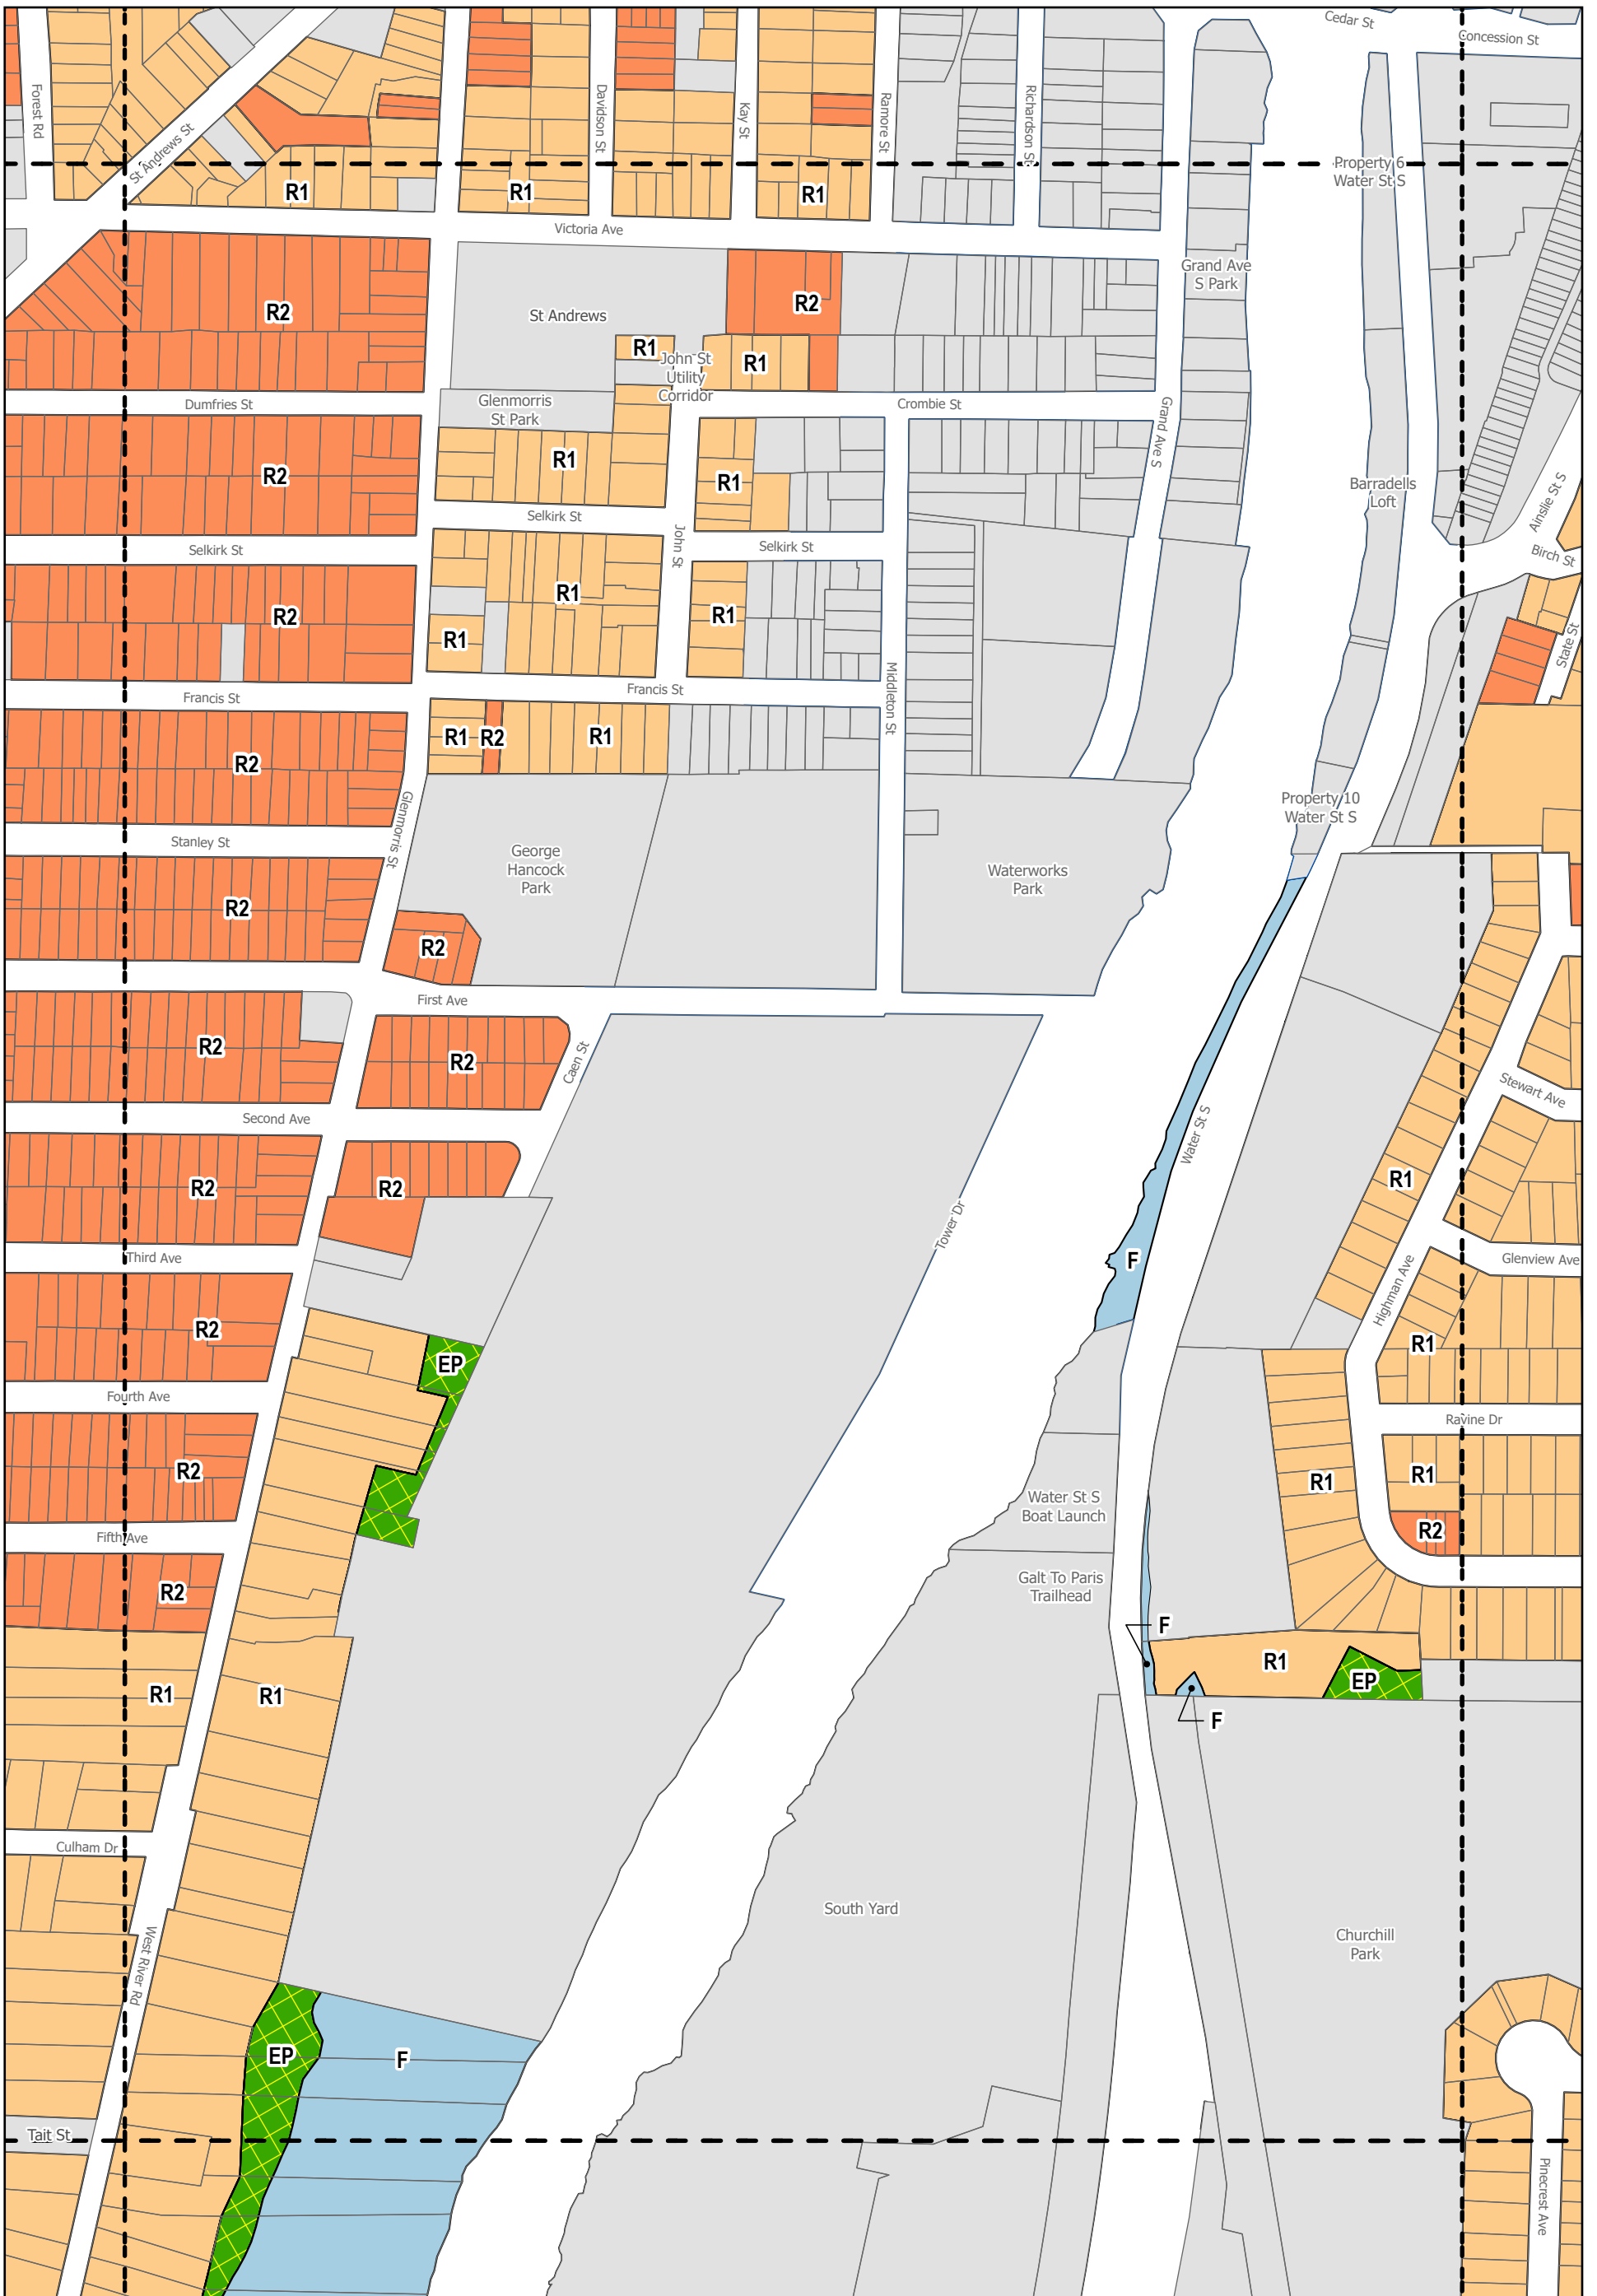 Cedar St
Concession St
Forest Rd
St Andrews St
Davidson St
Kay St
Ramore St
Richardson St
Property 6
Water St S
R1
R1
R1
Victoria Ave
Grand Ave
S Park
R2
St Andrews
R2
R1
John St
Utility
Corridor
R1
Dumfries St
Glenmorris
St Park
Crombie St
Grand Ave S
R2
R1
R1
Barradells
Loft
Ainslie St S
Selkirk St
Selkirk St
John St
Selkirk St
Birch St
R2
R1
R1
R1
State St
Francis St
Francis St
Middleton St
R2
R1
R2
R1
Glenmorris St
Property 10
Water St S
Stanley St
George
Hancock
Park
Waterworks
Park
R2
R2
First Ave
R2
R2
Caen St
Stewart Ave
Second Ave
Water St S
R2
R2
R1
Tower Dr
Third Ave
F
Glenview Ave
Highman Ave
R2
EP
R1
Fourth Ave
Ravine Dr
R2
R1
R1
Water St S
Boat Launch
Fifth Ave
R2
Galt To Paris
Trailhead
R2
F
R1
EP
R1
R1
F
Culham Dr
South Yard
Churchill
Park
West River Rd
EP
F
Tait St
Pinecrest Ave